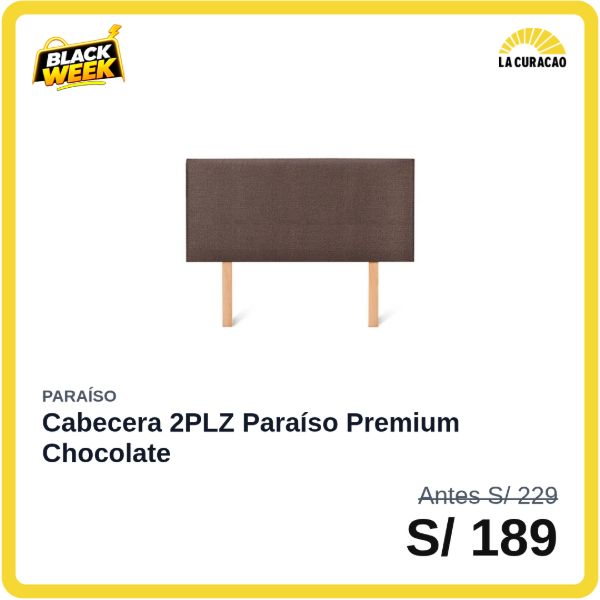 BLACK
WEEK
LA CURACAO
PARAÍSO
Cabecera 2PLZ Paraíso Premium
Chocolate
Antes S/ 229
S/ 189